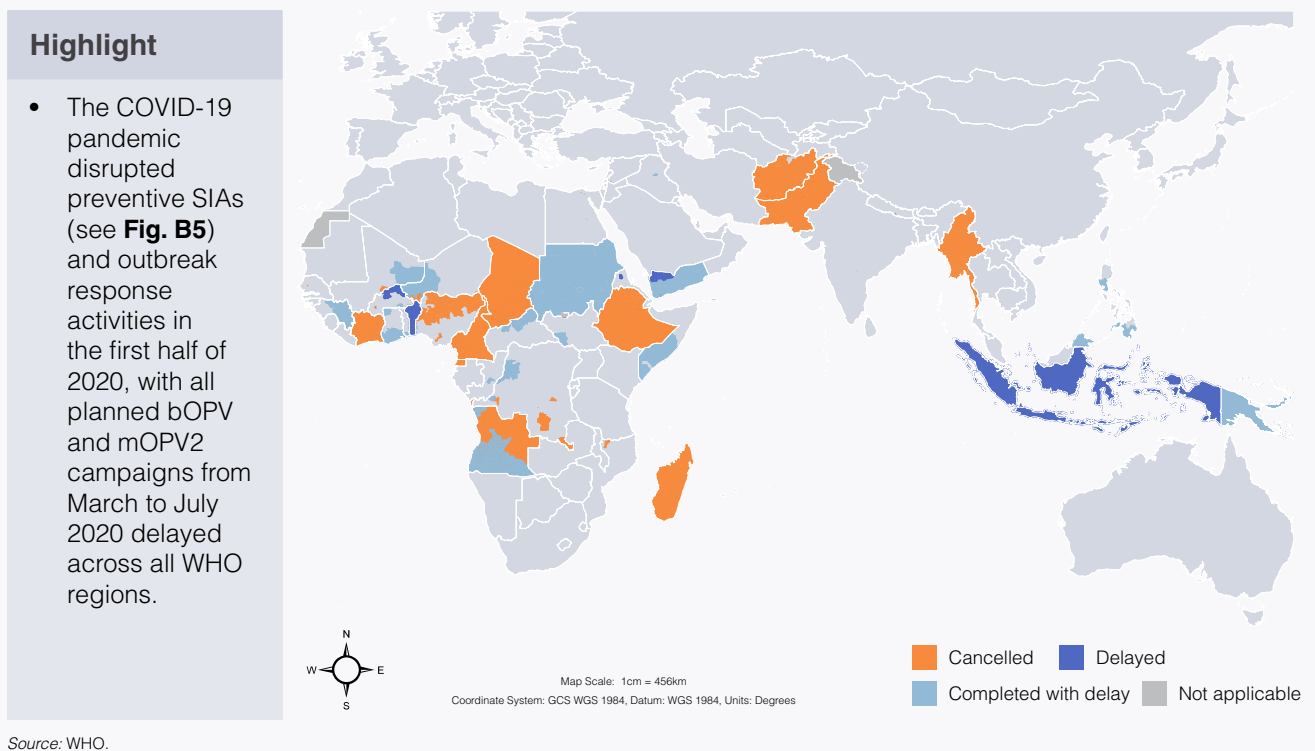 Highlight
• The COVID-19
pandemic
disrupted
preventive SIAs
(see Fig. B5)
and outbreak
response
activities in
the first half of
2020, with all
planned bOPV
and mOPV2
campaigns from
March to July
2020 delayed
across all WHO
regions.
N
W E
S
Map Scale: 1cm = 456km
Coordinate System: GCS WGS 1984, Datum: WGS 1984, Units: Degrees
Cancelled Delayed
Completed with delay Not applicable
Source: WHO.